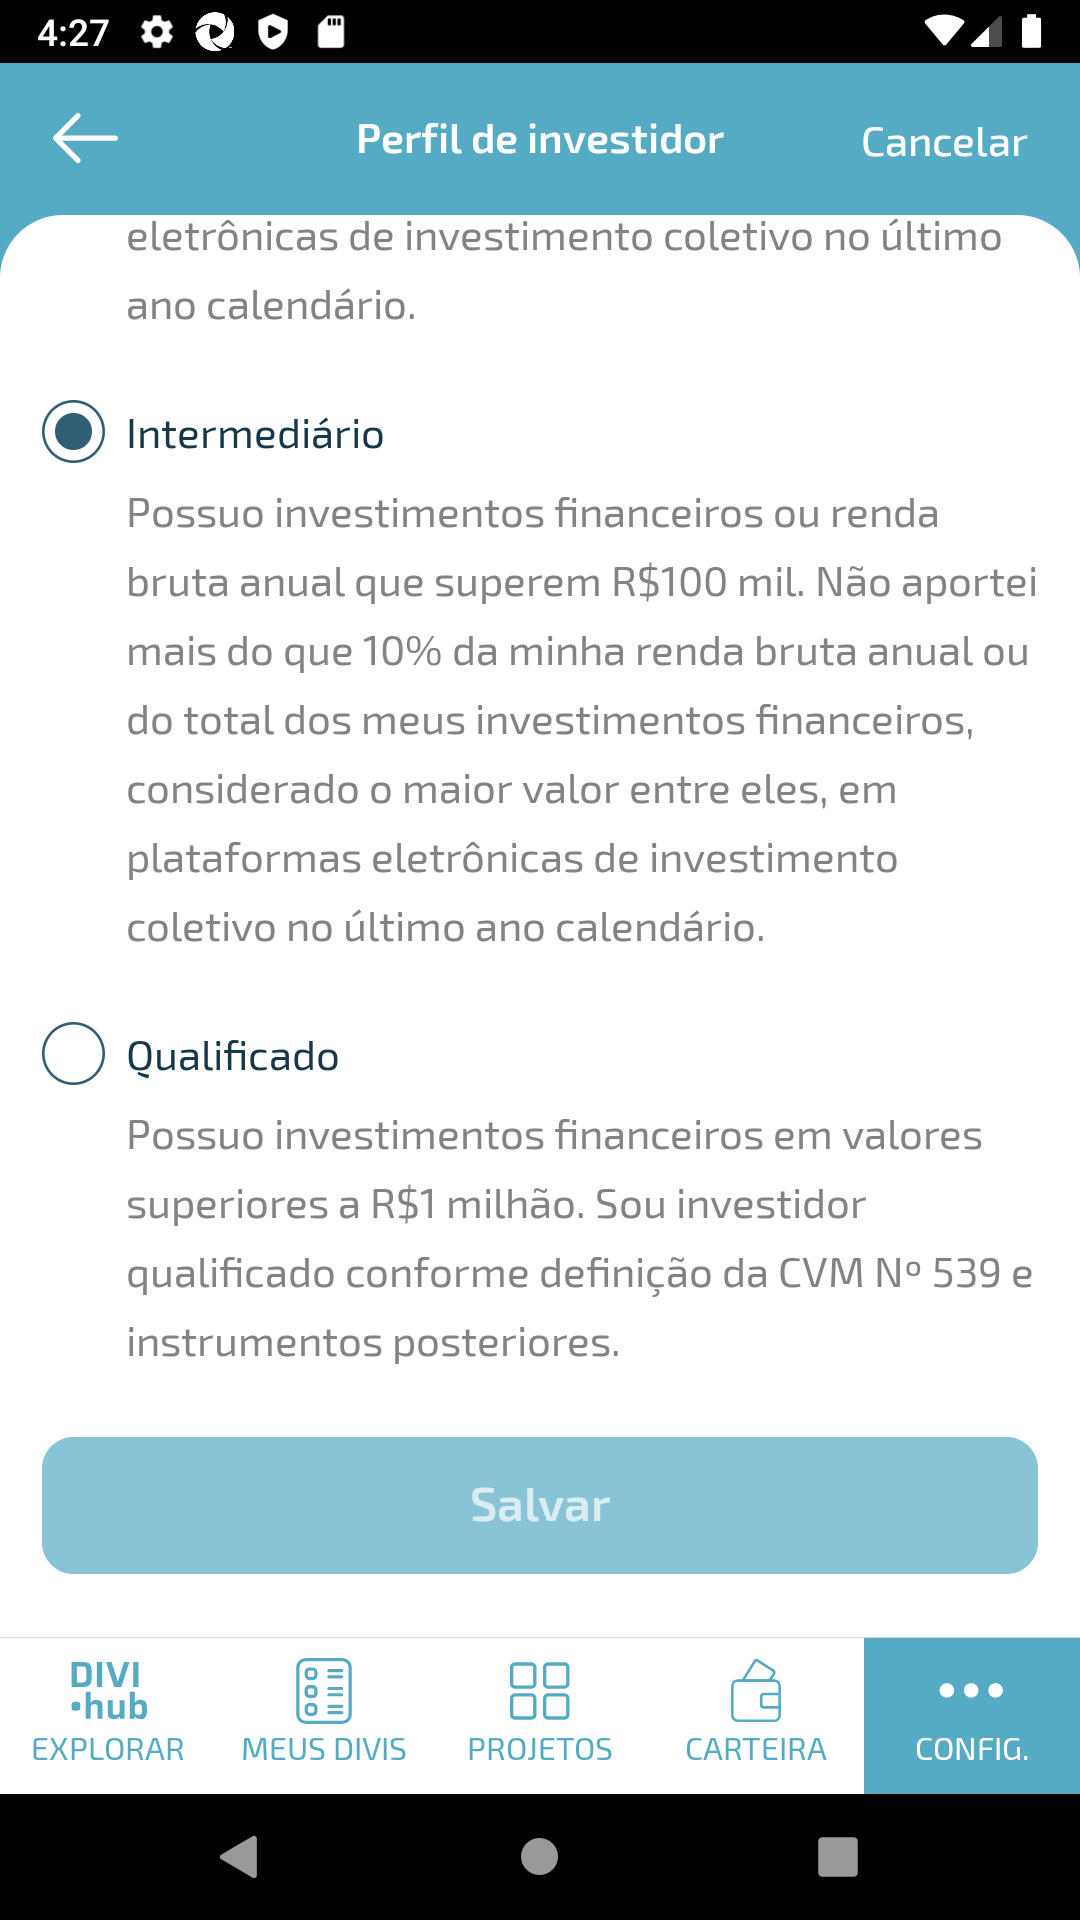 4:27
Perfil de investidor
Cancelar
eletrônicas de investimento coletivo no último
ano calendário.
Intermediário
Possuo investimentos financeiros ou renda
bruta anual que superem R$100 mil. Não aportei
mais do que 10% da minha renda bruta anual ou
do total dos meus investimentos financeiros,
considerado o maior valor entre eles, em
plataformas eletrônicas de investimento
coletivo no último ano calendário.
Qualificado
Possuo investimentos financeiros em valores
superiores a R$1 milhão. Sou investidor
qualificado conforme definição da CVM Nº 539 e
instrumentos posteriores.
Salvar
DIVI
•hub
EXPLORAR
MEUS DIVIS
PROJETOS
CARTEIRA
CONFIG.